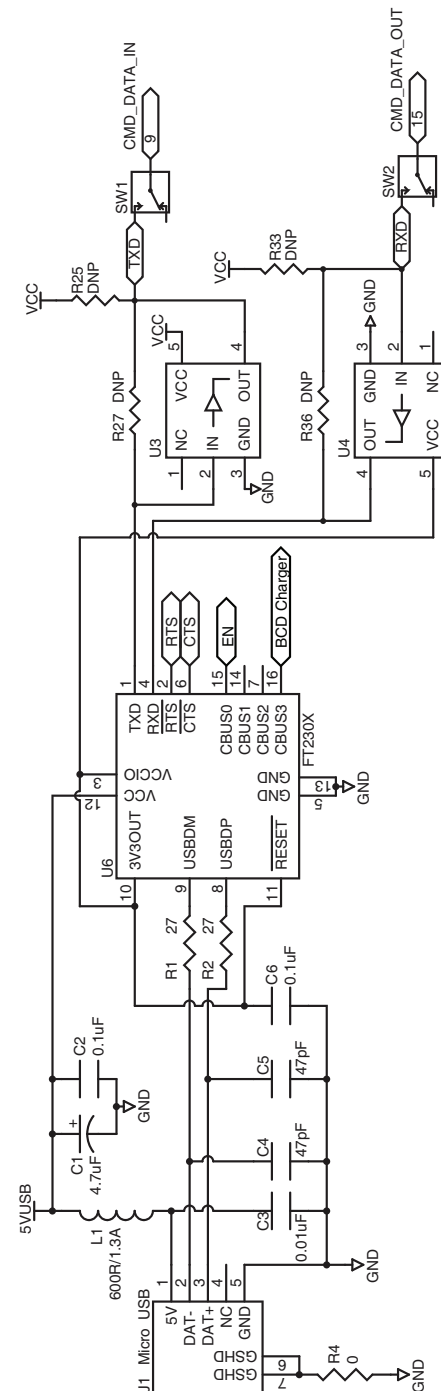 5VUSB
L1
600R/1.3A
C1
4.7uF
C2
0.1uF
GND
U1 Micro USB
5V
DAT-
DAT+
NC
GND
GSHD
GSHD
1
2
3
4
5
6
7
R4
0
GND
GND
C3
0.01uF
C4
47pF
C5
47pF
C6
0.1uF
R1
27
R2
27
U6
3V3OUT
USBDM
USBDP
RESET
10
9
8
11
12
3
VCC
VCCIO
TXD
RXD
RTS
CTS
CBUS0
CBUS1
CBUS2
CBUS3
1
4
2
6
15
14
7
16
GND
GND
5
13
FT230X
GND
RTS
CTS
EN
BCD Charger
R27 DNP
R25
DNP
VCC
U3
NC
IN
GND
VCC
OUT
1
2
3
5
4
VCC
GND
TXD
SW1
9
CMD_DATA_IN
R36 DNP
R33
DNP
VCC
U4
OUT
VCC
GND
IN
NC
4
5
3
2
1
GND
RXD
SW2
15
CMD_DATA_OUT